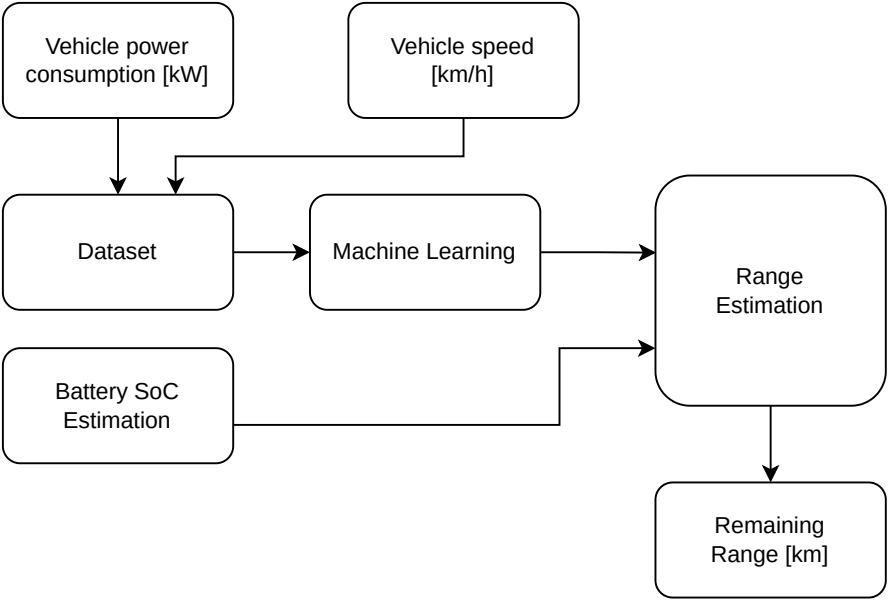 Vehicle power
consumption [kW]
Vehicle speed
[km/h]
Dataset
Machine Learning
Range
Estimation
Battery SoC
Estimation
Remaining
Range [km]